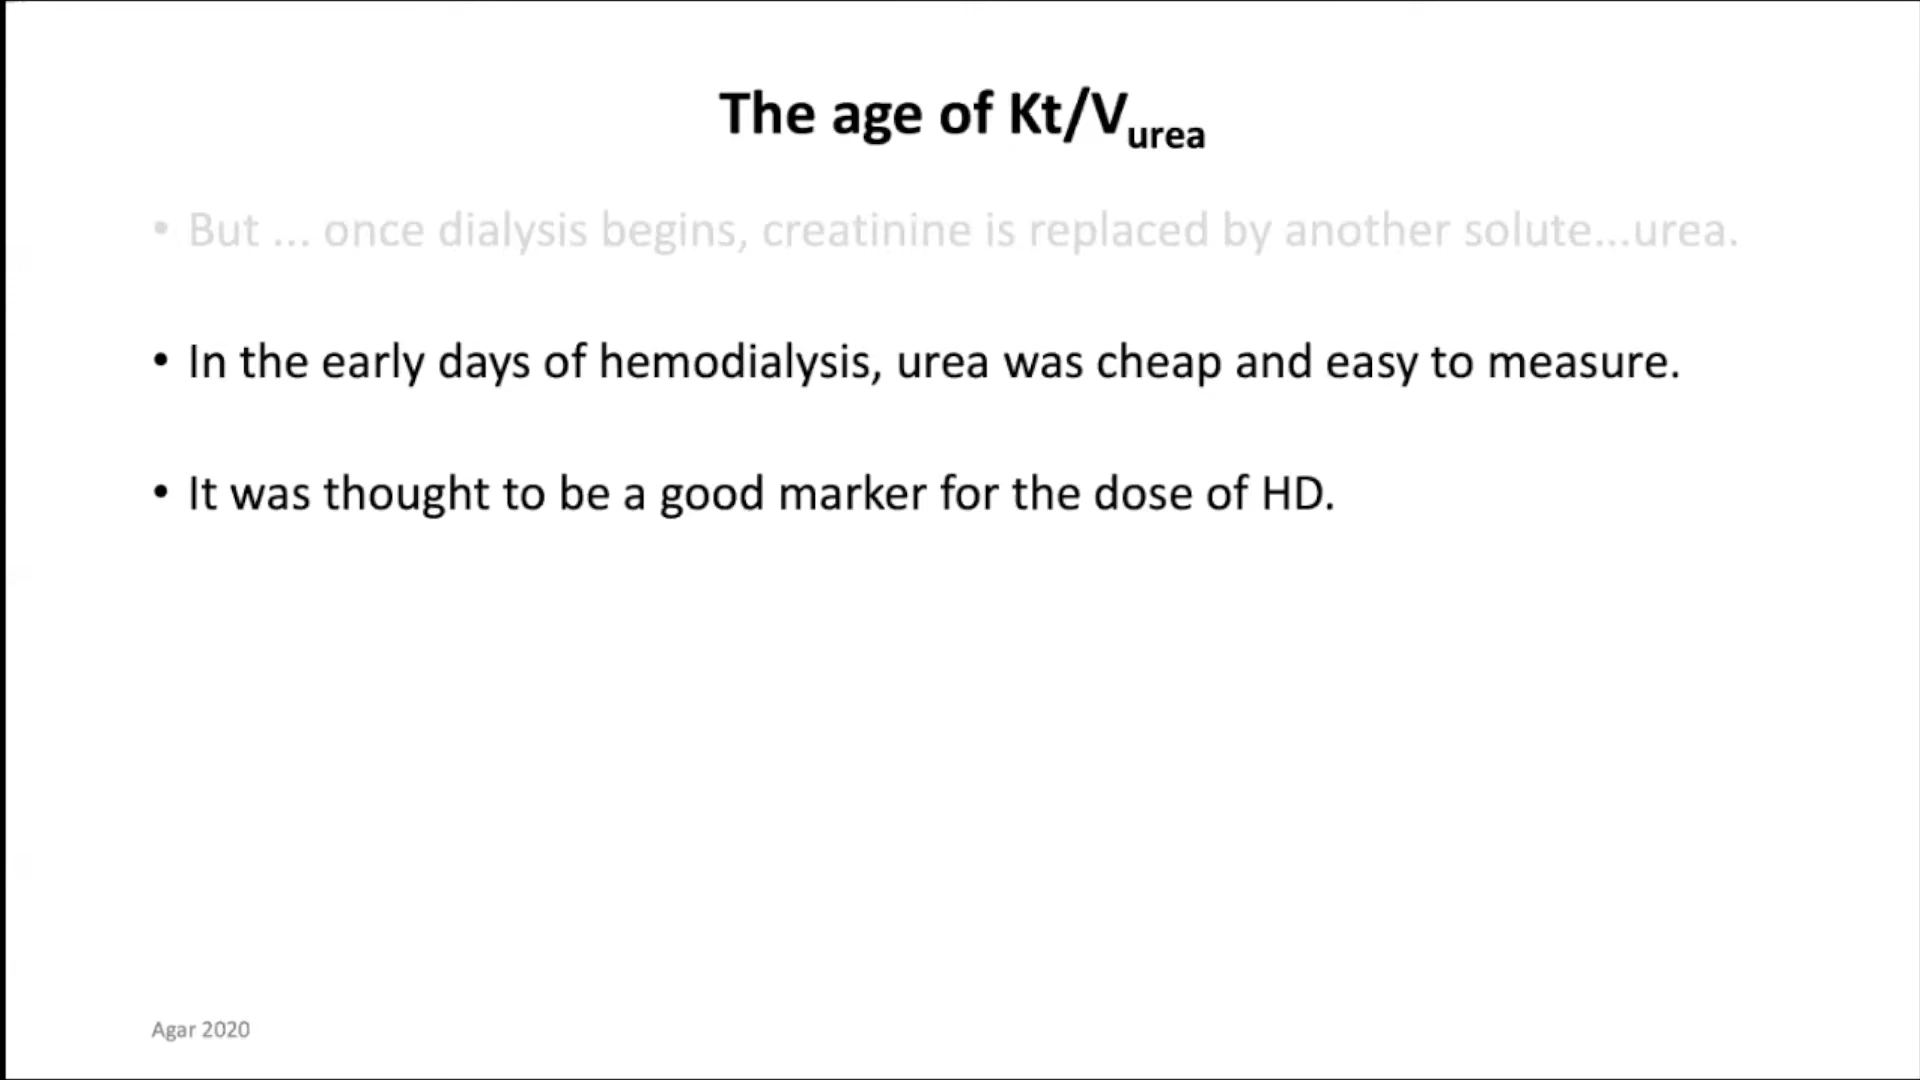 The age of Kt/Vurea
• But ... once dialysis begins, creatinine is replaced by another solute...urea.
• In the early days of hemodialysis, urea was cheap and easy to measure.
• It was thought to be a good marker for the dose of HD.
Agar 2020